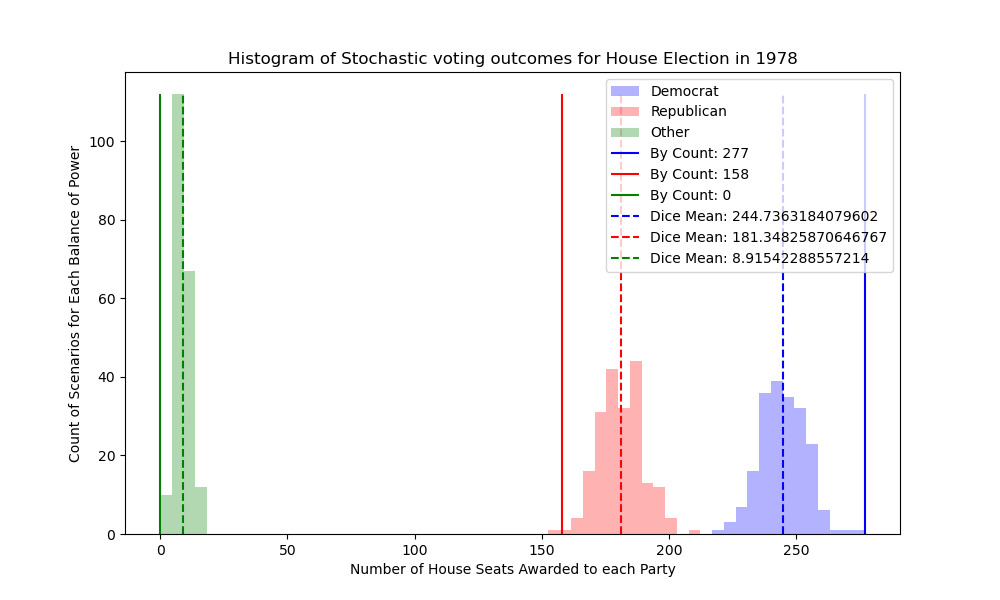 Histogram of Stochastic voting outcomes for House Election in 1978
Count of Scenarios for Each Balance of Power
100
80
60
40
20
0
Democrat
Republican
Other
By Count: 277
By Count: 158
By Count: 0
Dice Mean: 244.7363184079602
Dice Mean: 181.34825870646767
Dice Mean: 8.91542288557214
0 50 100 150 200 250
Number of House Seats Awarded to each Party